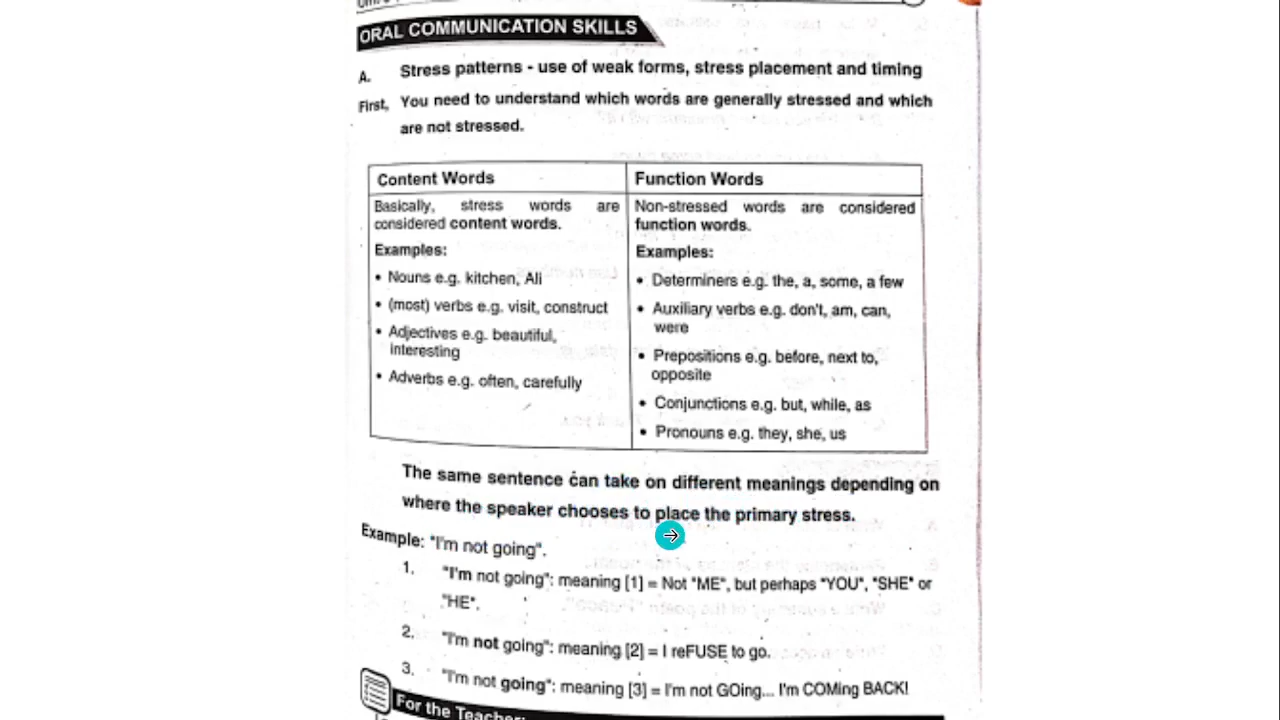 ORAL COMMUNICATION SKILLS
A. Stress patterns - use of weak forms, stress placement and timing
First, You need to understand which words are generally stressed and which
are not stressed.
Content Words
Basically, stress words are
considered content words.
Examples:
• Nouns e.g. kitchen, Ali
• (most) verbs e.g. visit, construct
• Adjectives e.g. beautiful,
interesting
• Adverbs e.g. often, carefully
Function Words
Non-stressed words are considered
function words.
Examples:
• Determiners e.g. the, a, some, a few
• Auxiliary verbs e.g. don't, am, can,
were
• Prepositions e.g. before, next to,
opposite
• Conjunctions e.g. but, while, as
• Pronouns e.g. they, she, us
The same sentence can take on different meanings depending on
where the speaker chooses to place the primary stress.
Example: "I'm not going".
1. "I'm not going": meaning [1] = Not "ME", but perhaps "YOU", "SHE" or
"HE".
2. "I'm not going": meaning [2] = I reFUSE to go.
3. "I'm not going": meaning [3] = I'm not GOing... I'm COMing BACK!
For the Teacher: